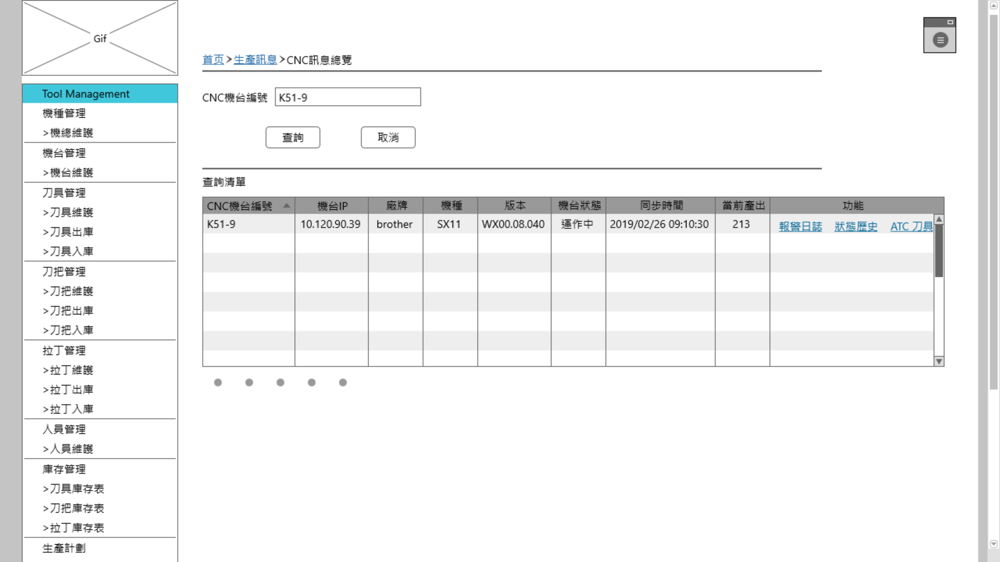 Gif
首页>生產訊息>CNC訊息總覽
CNC機台編號 K51-9
查詢 取消
查詢清單
CNC機台編號 機台IP 廠牌 機種 版本 機台狀態 同步時間 當前產出 功能
K51-9 10.120.90.39 brother SX11 WX00.08.040 運作中 2019/02/26 09:10:30 213 報警日誌 狀態歷史 ATC 刀具
Tool Management
機種管理
>機總維護
機台管理
>機台維護
刀具管理
>刀具維護
>刀具出庫
>刀具入庫
刀把管理
>刀把維護
>刀把出庫
>刀把入庫
拉丁管理
>拉丁維護
>拉丁出庫
>拉丁入庫
人員管理
>人員維護
庫存管理
>刀具庫存表
>刀把庫存表
>拉丁庫存表
生產計劃